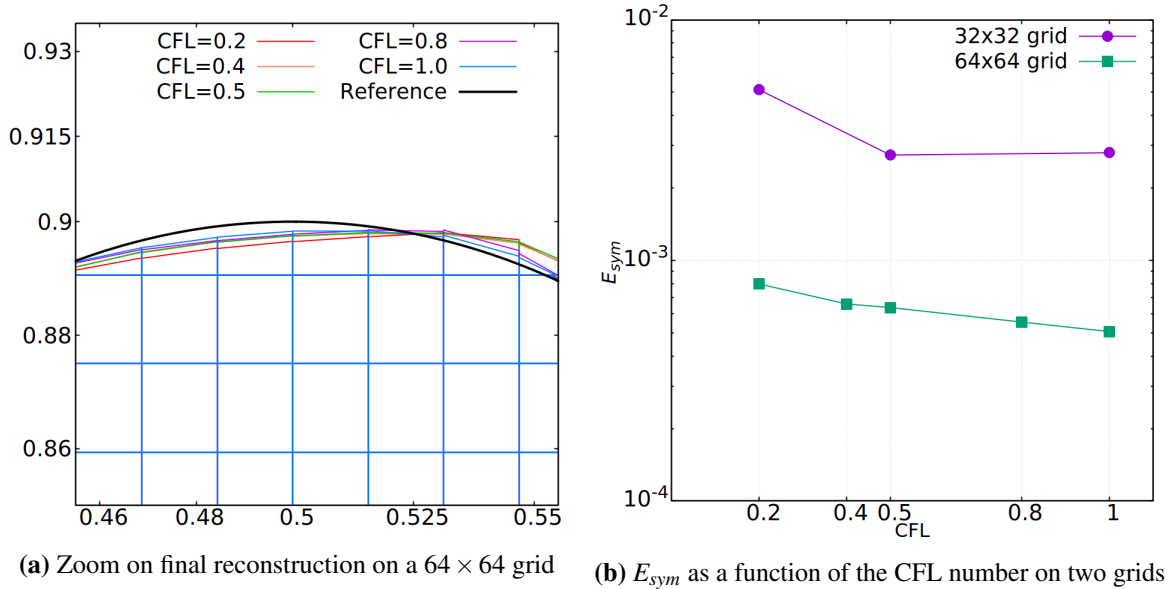 CFL=0.2
CFL=0.4
CFL=0.5
CFL=0.8
CFL=1.0
Reference
0.93
0.915
0.9
0.88
0.86
0.46
0.48
0.5
0.525
0.55
(a) Zoom on final reconstruction on a 64 × 64 grid
32x32 grid
64x64 grid
10^-2
10^-3
10^-4
E_sym
0.2
0.4
0.5
0.8
1
CFL
(b) E_sym as a function of the CFL number on two grids